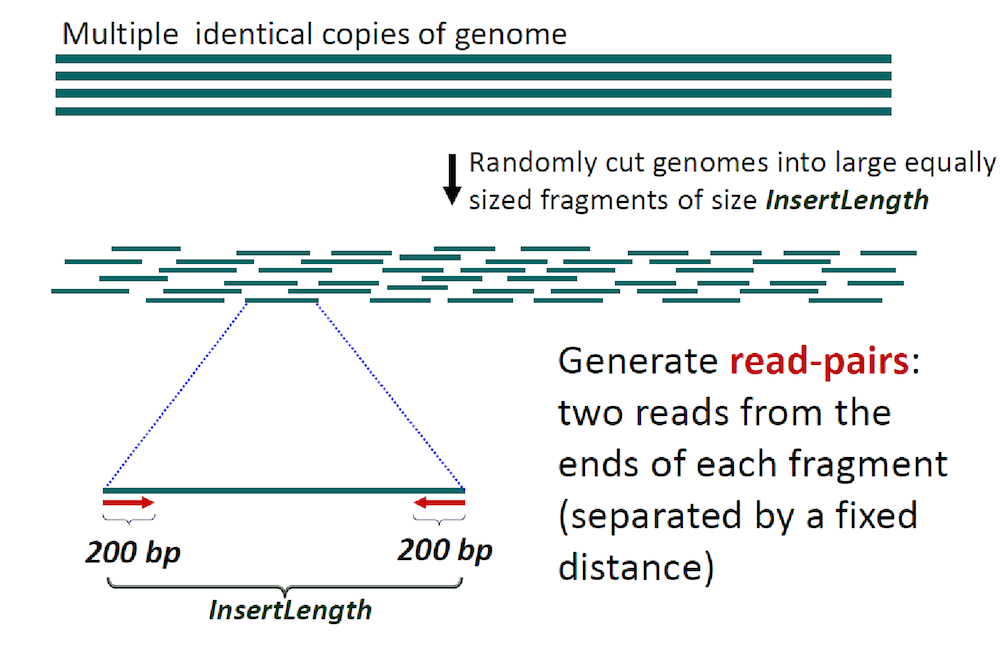 Multiple identical copies of genome
Randomly cut genomes into large equally
sized fragments of size InsertLength
Generate read-pairs:
two reads from the
ends of each fragment
(separated by a fixed
distance)
200 bp
200 bp
InsertLength